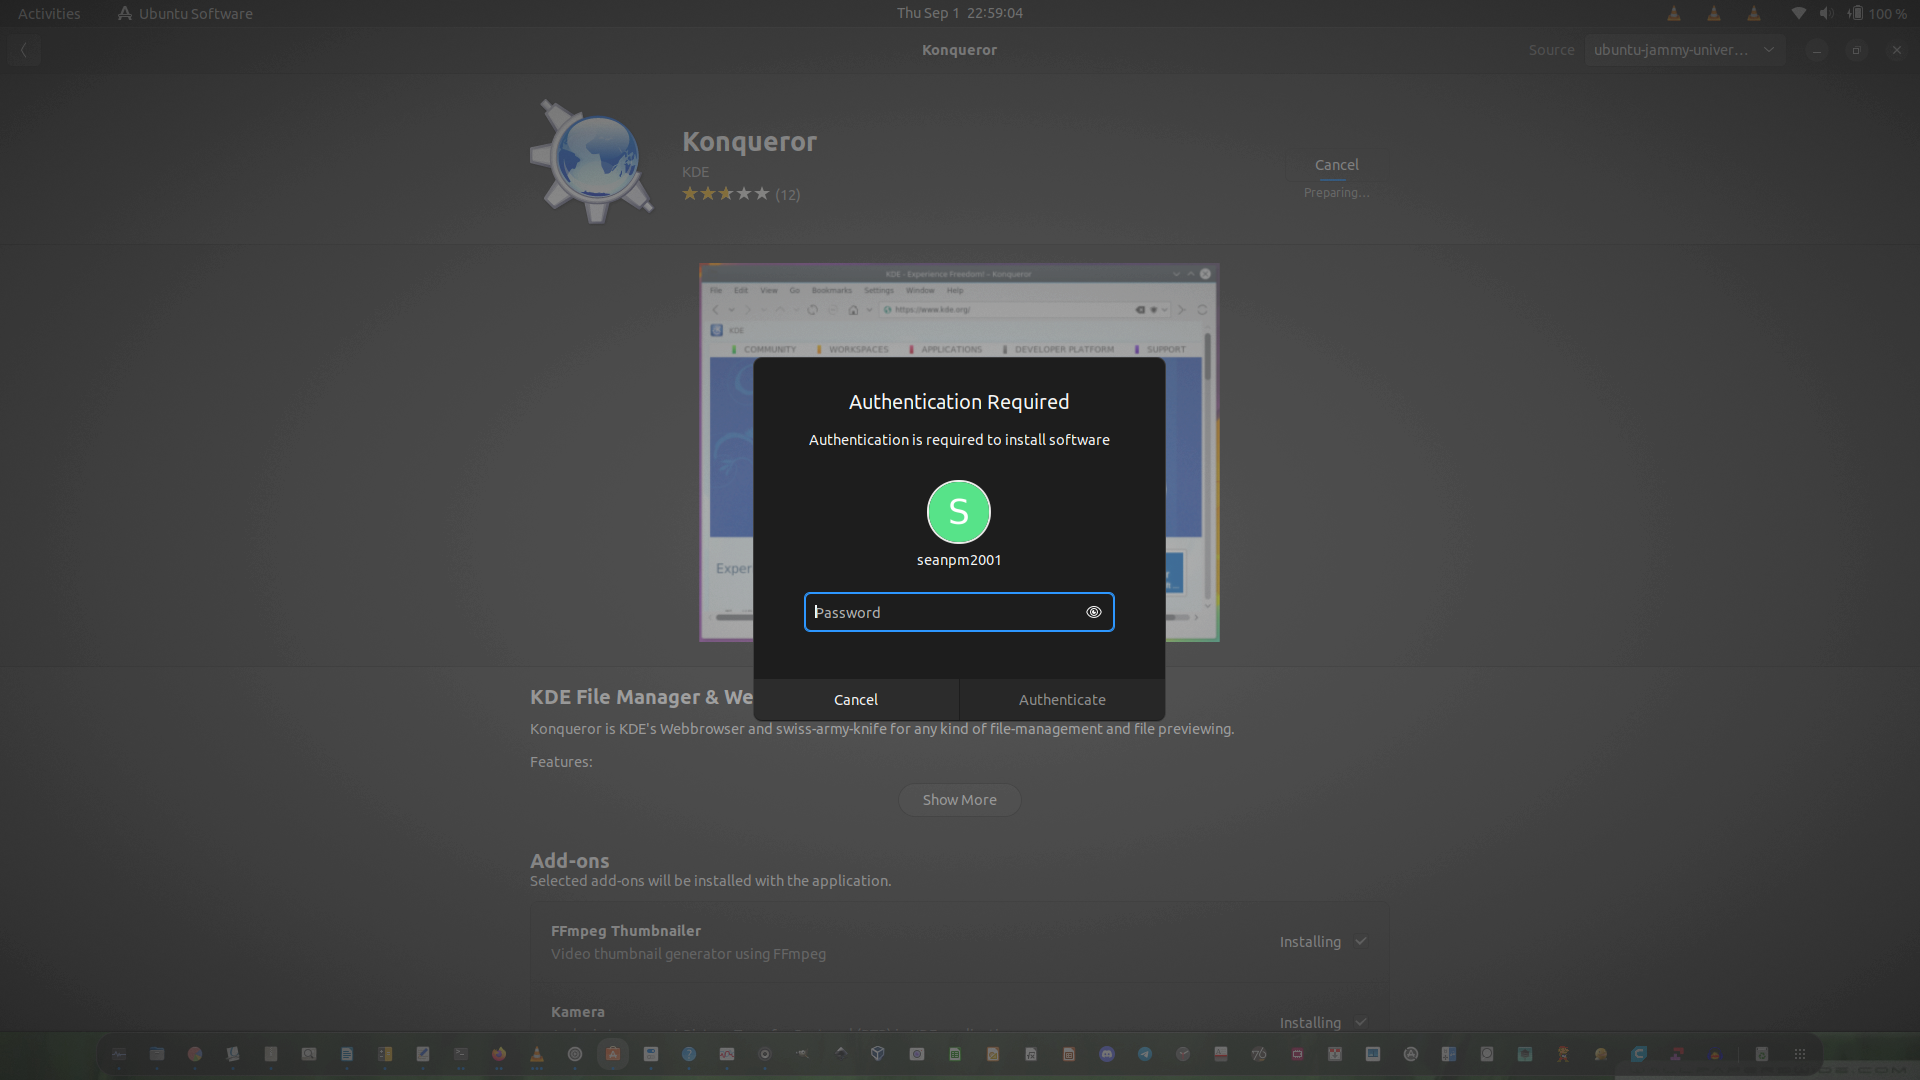 Activities
Ubuntu Software
Thu Sep 1 22:59:04
100 %
Konqueror
Source
ubuntu-jammy-univer...
Konqueror
KDE
(12)
Cancel
Preparing...
KDE - Experience Freedom! - Konqueror
File Edit View Go Bookmarks Settings Window Help
https://www.kde.org/
KDE
COMMUNITY WORKSPACES APPLICATIONS DEVELOPER PLATFORM SUPPORT
Authentication Required
Authentication is required to install software
S
seanpm2001
Exper
Password
Cancel
Authenticate
KDE File Manager & We
Konqueror is KDE's Webbrowser and swiss-army-knife for any kind of file-management and file previewing.
Features:
Show More
Add-ons
Selected add-ons will be installed with the application.
FFmpeg Thumbnailer
Video thumbnail generator using FFmpeg
Installing
Kamera
Installing